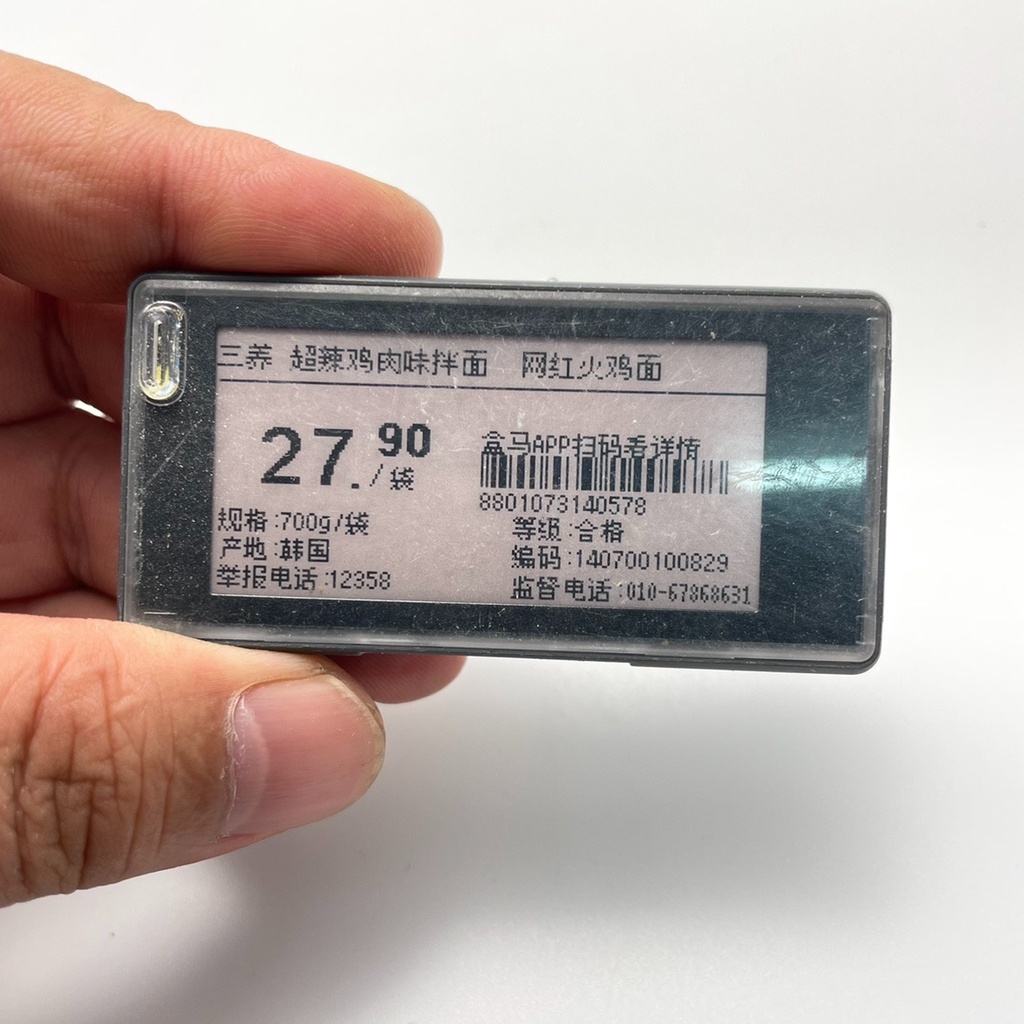 三养 超辣鸡肉味拌面 网红火鸡面
27.90/袋
盒马APP扫码看详情
8801073140578
规格:700g/袋
等级:合格
产地:韩国
编码:140700100829
举报电话:12358
监督电话:010-67868631